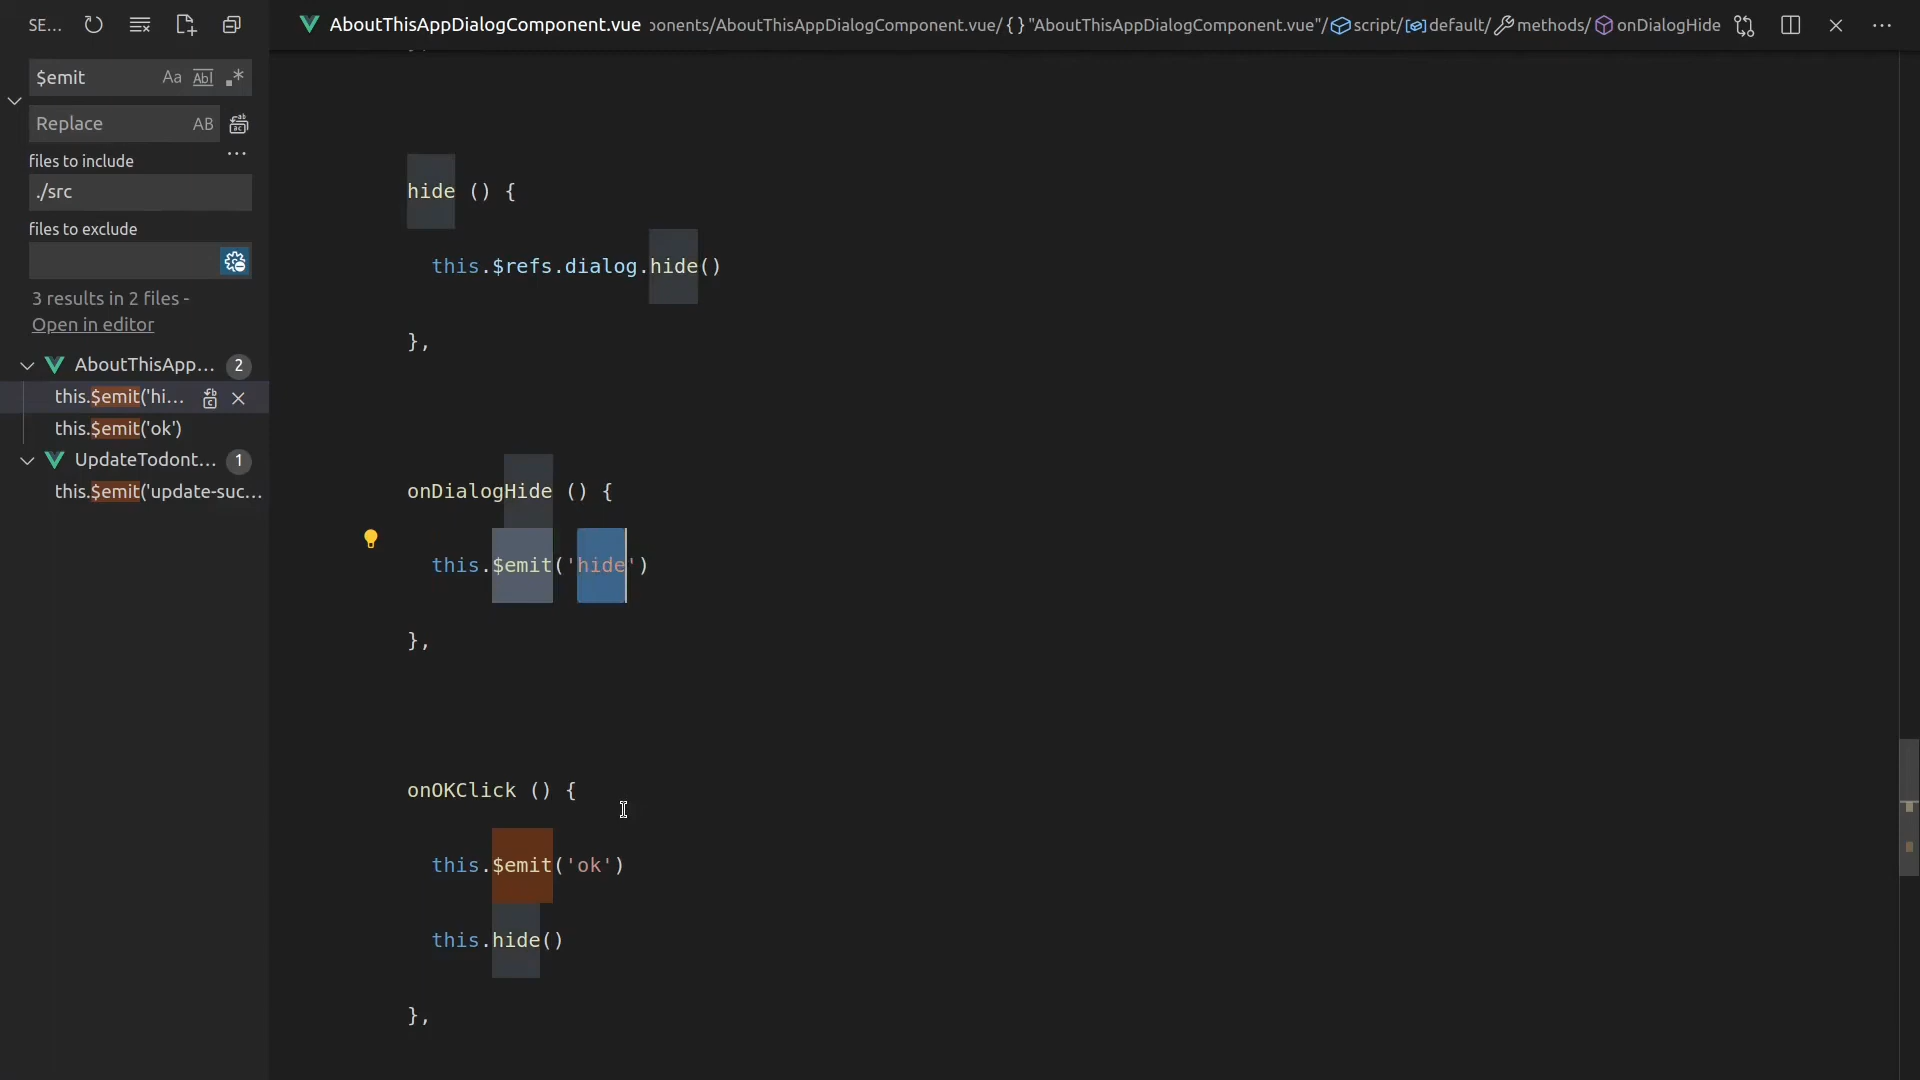 SE...
AboutThisAppDialogComponent.vue ponents/AboutThisAppDialogComponent.vue/ { } "AboutThisAppDialogComponent.vue"/ script/ default/ methods/ onDialogHide
$emit Aa Abl .*
Replace AB
files to include ...
./src
files to exclude
3 results in 2 files -
Open in editor
AboutThisApp... 2
this.$emit('hi...
this.$emit('ok')
UpdateTodont... 1
this.$emit('update-suc...
hide () {
this.$refs.dialog.hide()
},
onDialogHide () {
this.$emit('hide')
},
onOKClick () {
this.$emit('ok')
this.hide()
},